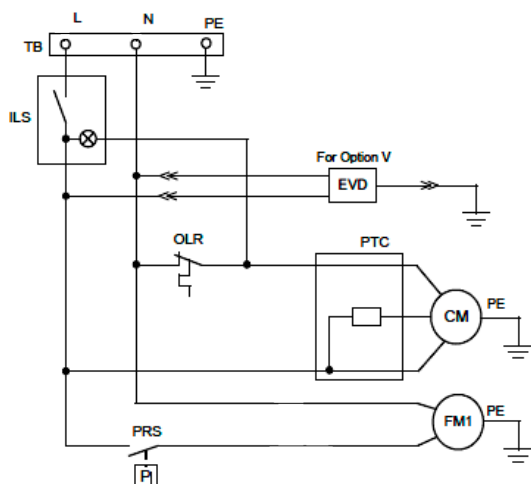 L N PE
TB
ILS
For Option V
EVD
OLR PTC
CM PE
PRS FM1 PE
P